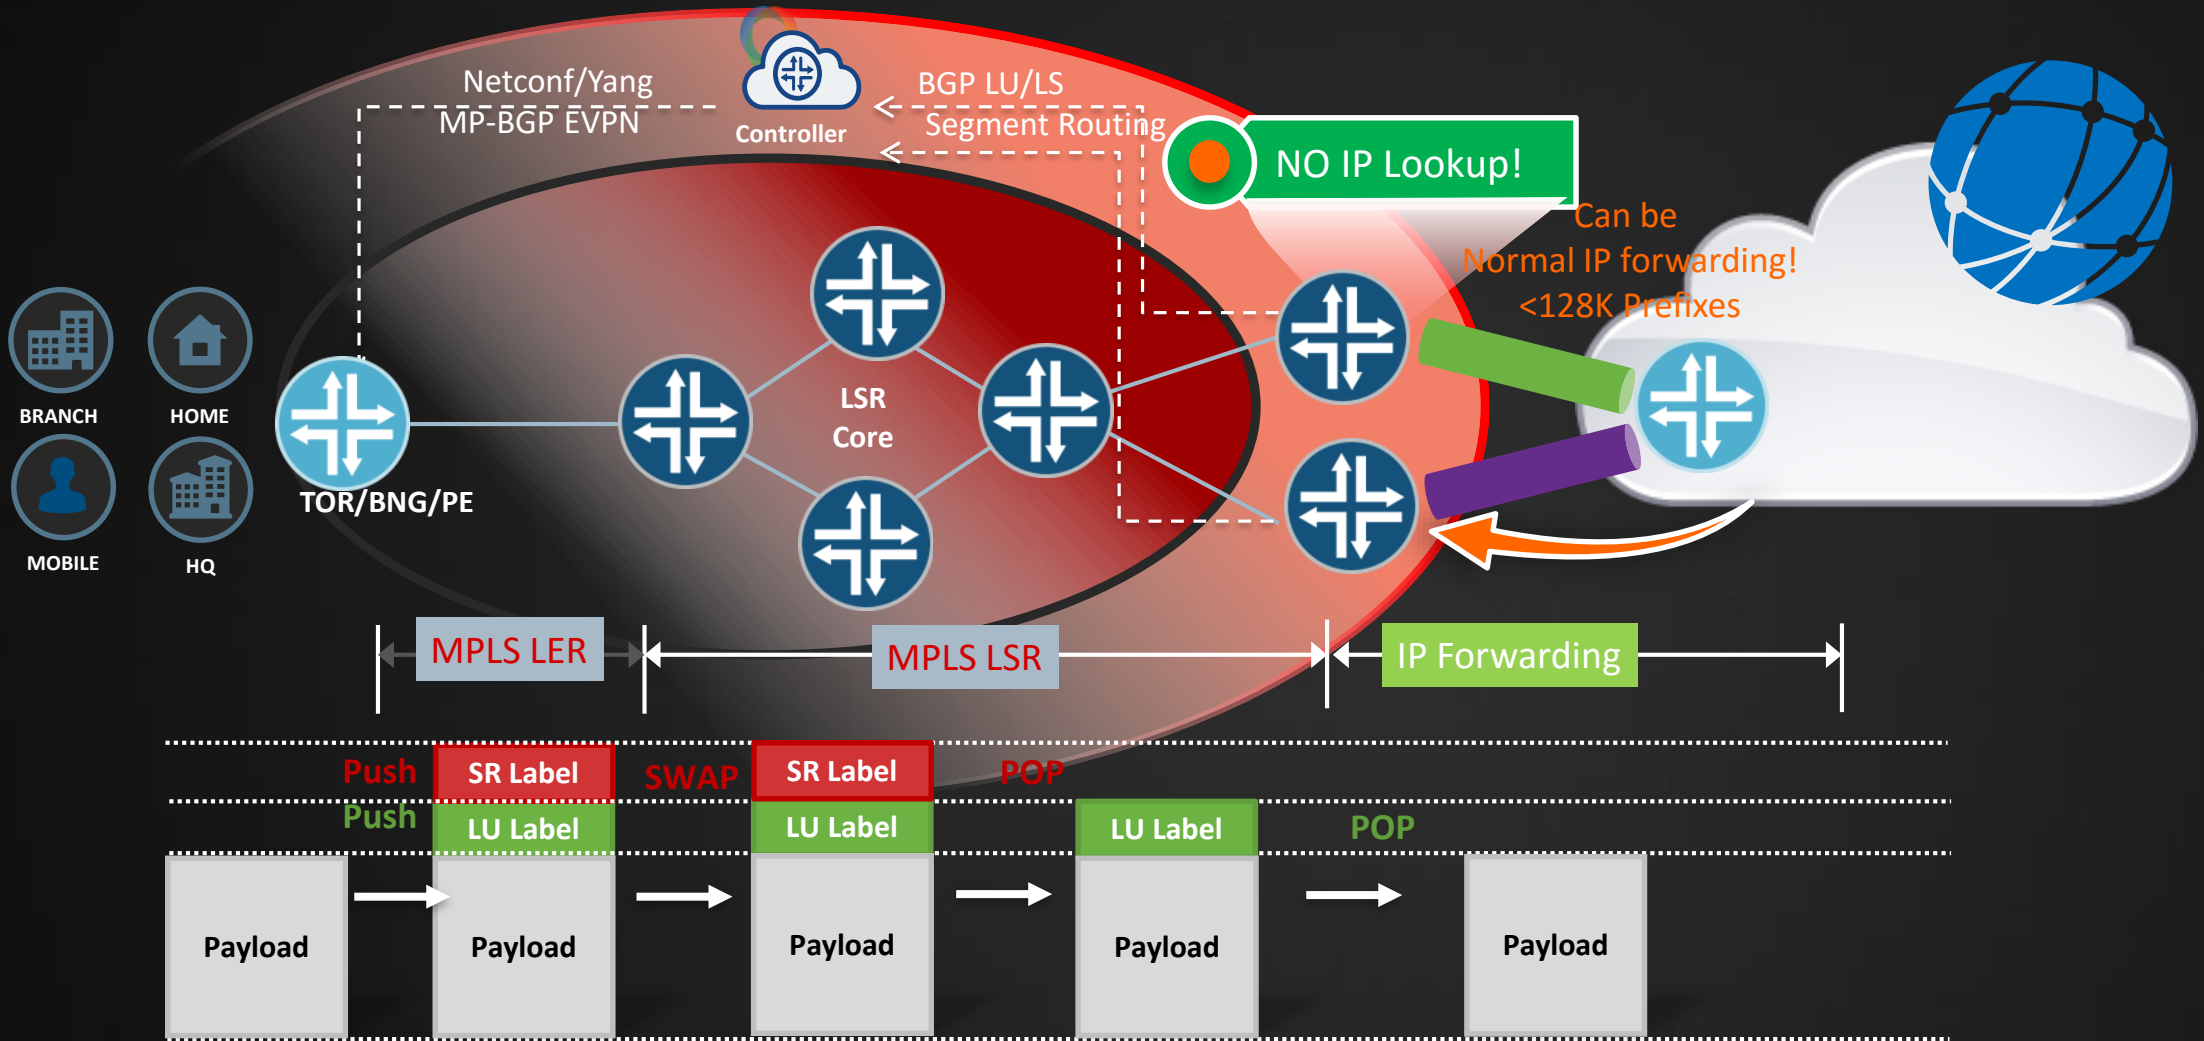 Netconf/Yang
MP-BGP EVPN
Controller
BGP LU/LS
Segment Routing
NO IP Lookup!
Can be
Normal IP forwarding!
<128K Prefixes
BRANCH
HOME
MOBILE
HQ
TOR/BNG/PE
LSR
Core
MPLS LER
MPLS LSR
IP Forwarding
Push
SR Label
SWAP
SR Label
POP
Push
LU Label
LU Label
LU Label
POP
Payload
Payload
Payload
Payload
Payload